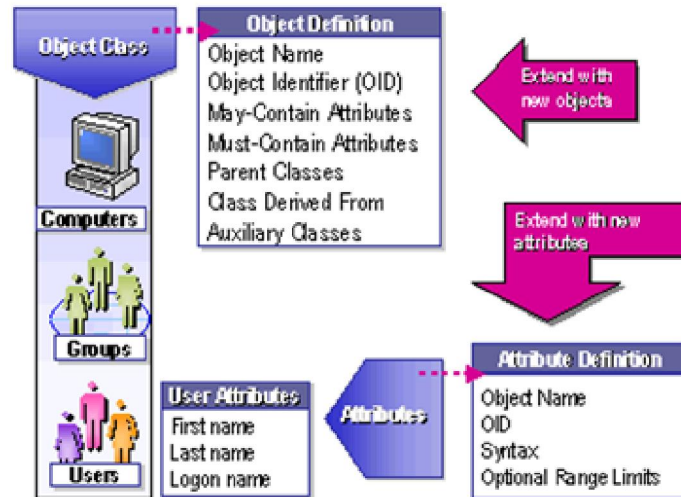 Object Class
Object Definition
Object Name
Object Identifier (OID)
May-Contain Attributes
Must-Contain Attributes
Parent Classes
Class Derived From
Auxiliary Classes
Extend with
new objects
Computers
Extend with new
attributes
Groups
Users
User Attributes
First name
Last name
Logon name
Attributes
Attribute Definition
Object Name
OID
Syntax
Optional Range Limits